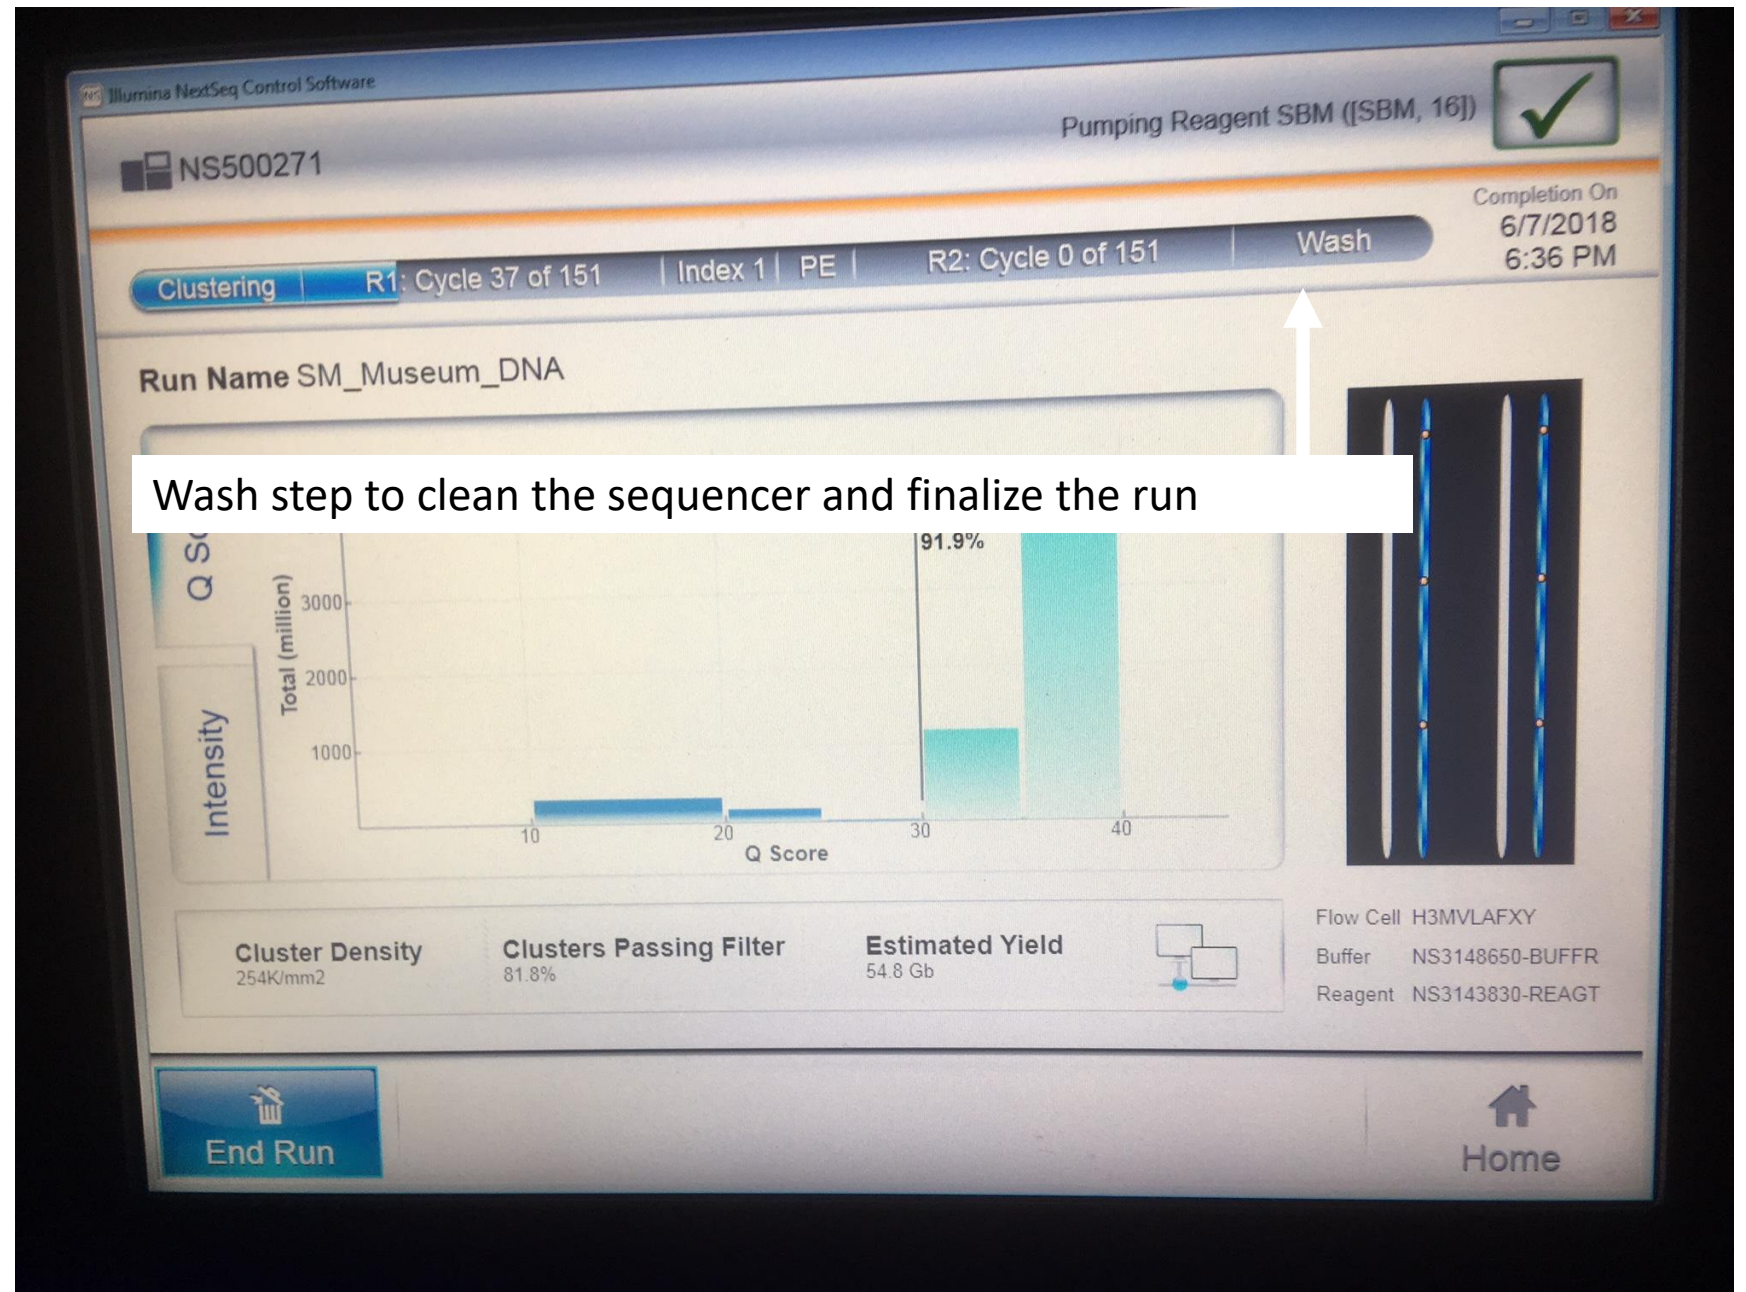 NS Illumina NextSeq Control Software
Pumping Reagent SBM ([SBM, 16])
NS500271
Completion On
6/7/2018
6:36 PM
Clustering R1: Cycle 37 of 151 Index 1 PE R2: Cycle 0 of 151 Wash
Run Name SM_Museum_DNA
Wash step to clean the sequencer and finalize the run
91.9%
Q
Intensity
Total (million)
3000
2000
1000
10 20 30 40
Q Score
Cluster Density
254K/mm2
Clusters Passing Filter
81.8%
Estimated Yield
54.8 Gb
Flow Cell H3MVLAFXY
Buffer NS3148650-BUFFR
Reagent NS3143830-REAGT
End Run
Home